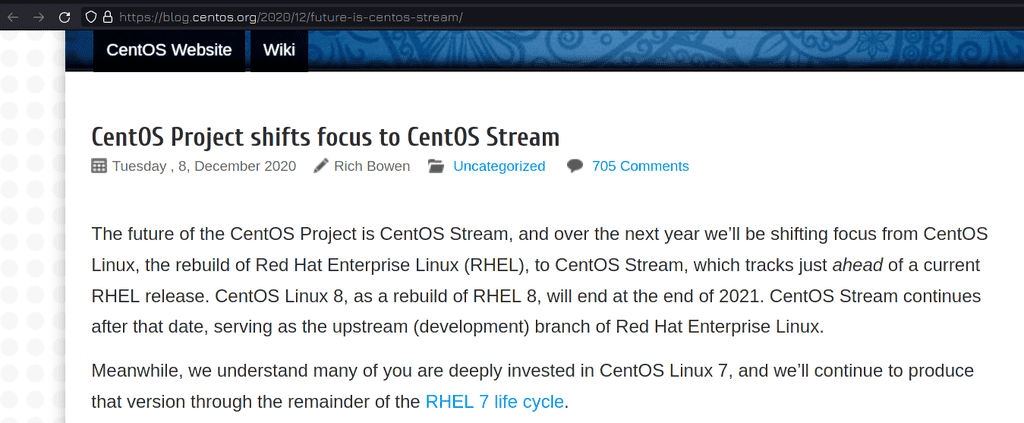 https://blog.centos.org/2020/12/future-is-centos-stream/
CentOS Website Wiki
CentOS Project shifts focus to CentOS Stream
Tuesday , 8, December 2020 Rich Bowen Uncategorized 705 Comments
The future of the CentOS Project is CentOS Stream, and over the next year we’ll be shifting focus from CentOS
Linux, the rebuild of Red Hat Enterprise Linux (RHEL), to CentOS Stream, which tracks just ahead of a current
RHEL release. CentOS Linux 8, as a rebuild of RHEL 8, will end at the end of 2021. CentOS Stream continues
after that date, serving as the upstream (development) branch of Red Hat Enterprise Linux.
Meanwhile, we understand many of you are deeply invested in CentOS Linux 7, and we’ll continue to produce
that version through the remainder of the RHEL 7 life cycle.